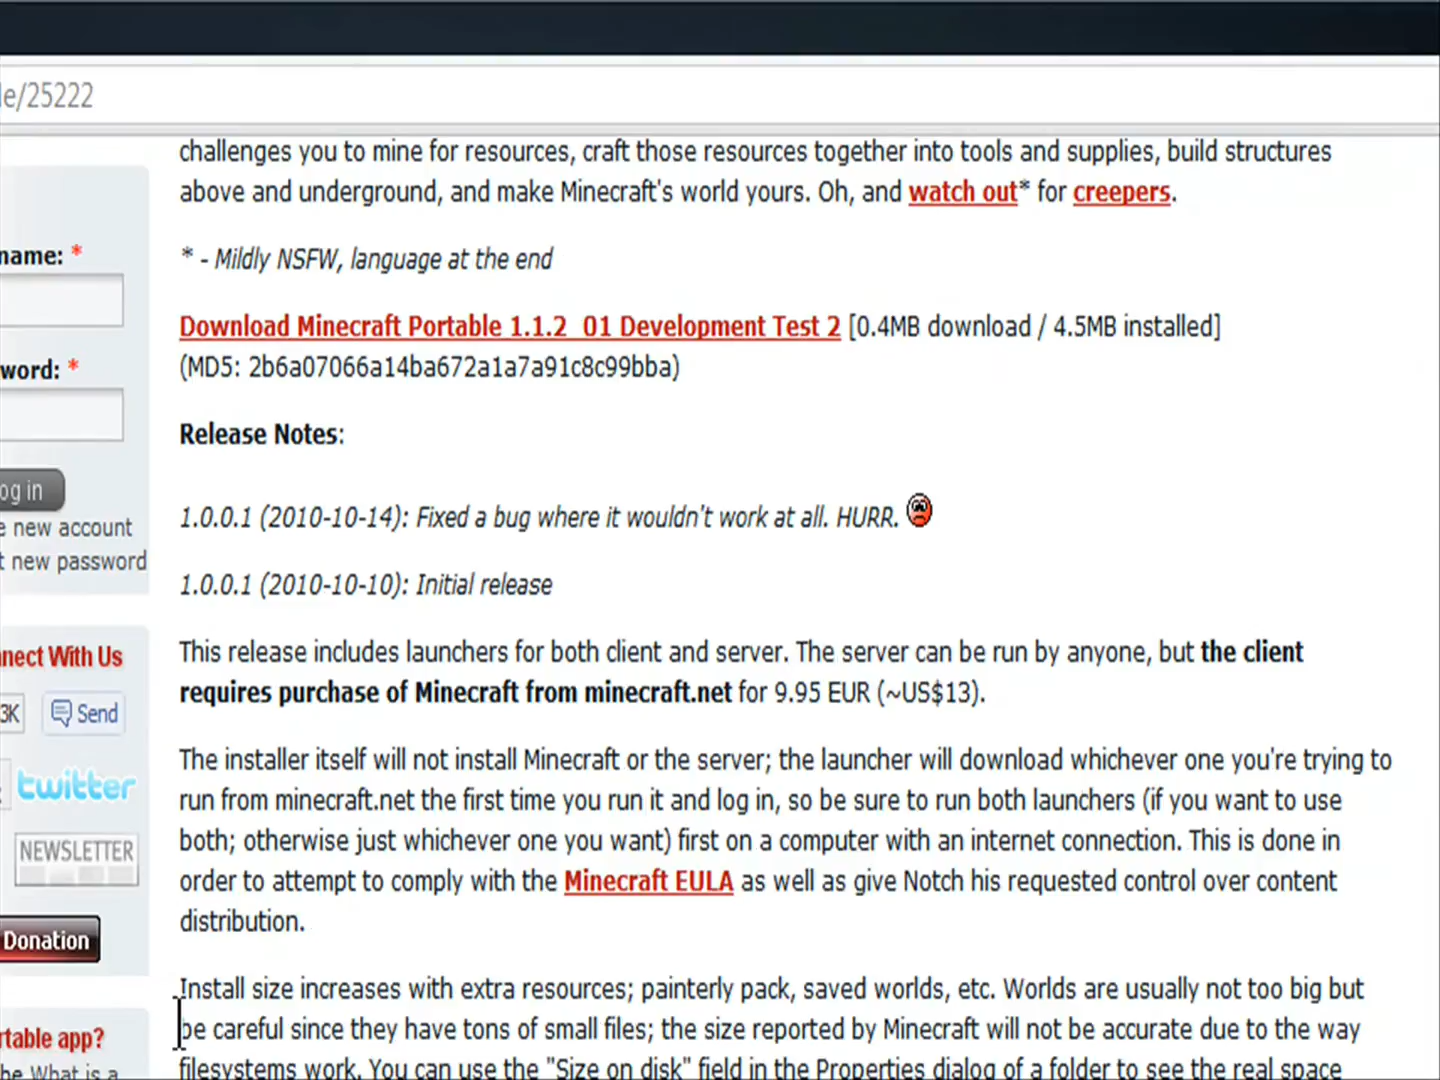 le/25222
challenges you to mine for resources, craft those resources together into tools and supplies, build structures
above and underground, and make Minecraft's world yours. Oh, and watch out* for creepers.
* - Mildly NSFW, language at the end
Download Minecraft Portable 1.1.2_01 Development Test 2 [0.4MB download / 4.5MB installed]
(MD5: 2b6a07066a14ba672a1a7a91c8c99bba)
Release Notes:
1.0.0.1 (2010-10-14): Fixed a bug where it wouldn't work at all. HURR.
1.0.0.1 (2010-10-10): Initial release
This release includes launchers for both client and server. The server can be run by anyone, but the client
requires purchase of Minecraft from minecraft.net for 9.95 EUR (~US$13).
The installer itself will not install Minecraft or the server; the launcher will download whichever one you're trying to
run from minecraft.net the first time you run it and log in, so be sure to run both launchers (if you want to use
both; otherwise just whichever one you want) first on a computer with an internet connection. This is done in
order to attempt to comply with the Minecraft EULA as well as give Notch his requested control over content
distribution.
Install size increases with extra resources; painterly pack, saved worlds, etc. Worlds are usually not too big but
be careful since they have tons of small files; the size reported by Minecraft will not be accurate due to the way
filesystems work. You can use the "Size on disk" field in the Properties dialog of a folder to see the real space
name: *
word: *
og in
e new account
t new password
nnect With Us
3K
Send
twitter
NEWSLETTER
Donation
rtable app?
he What is a